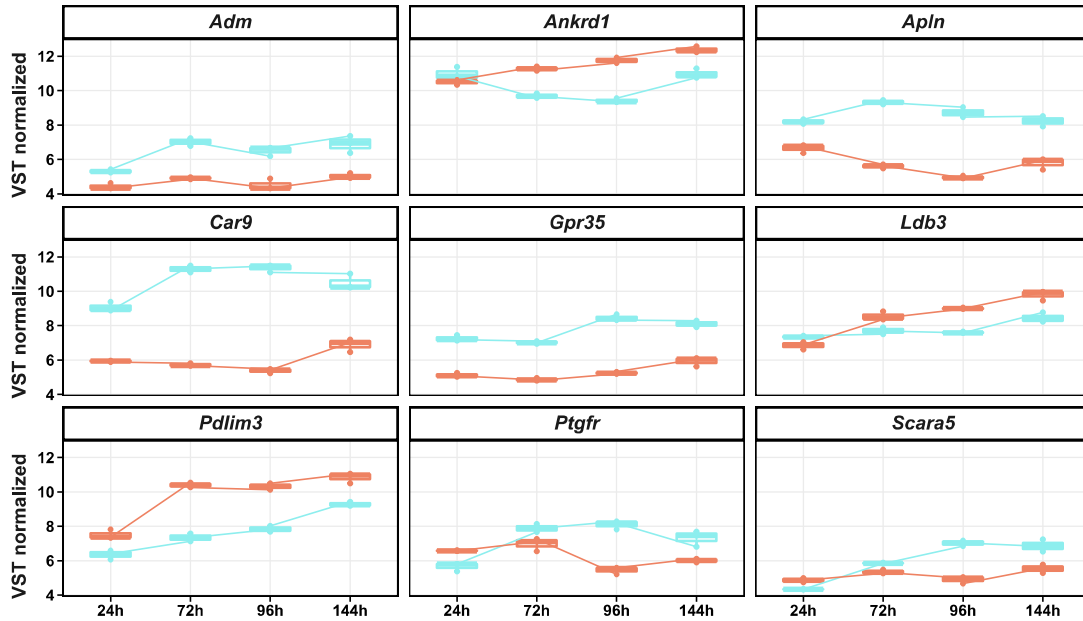 Adm Ankrd1 Apln
VST normalized
12
10
8
6
4
Car9 Gpr35 Ldb3
VST normalized
12
10
8
6
4
Pdlim3 Ptgfr Scara5
VST normalized
12
10
8
6
4
24h 72h 96h 144h 24h 72h 96h 144h 24h 72h 96h 144h